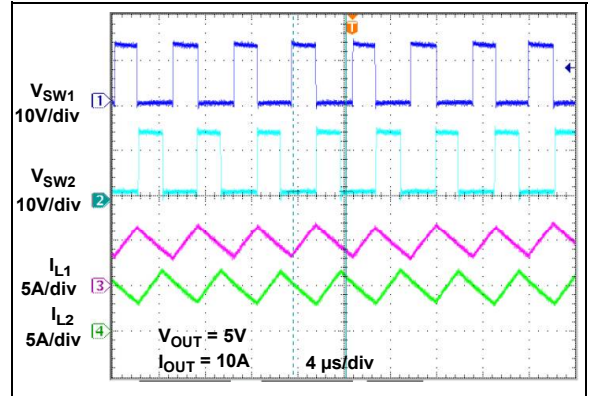 T
V_SW1
10V/div
1
V_SW2
10V/div
2
I_L1
5A/div
3
I_L2
5A/div
4
V_OUT = 5V
I_OUT = 10A
4 µs/div